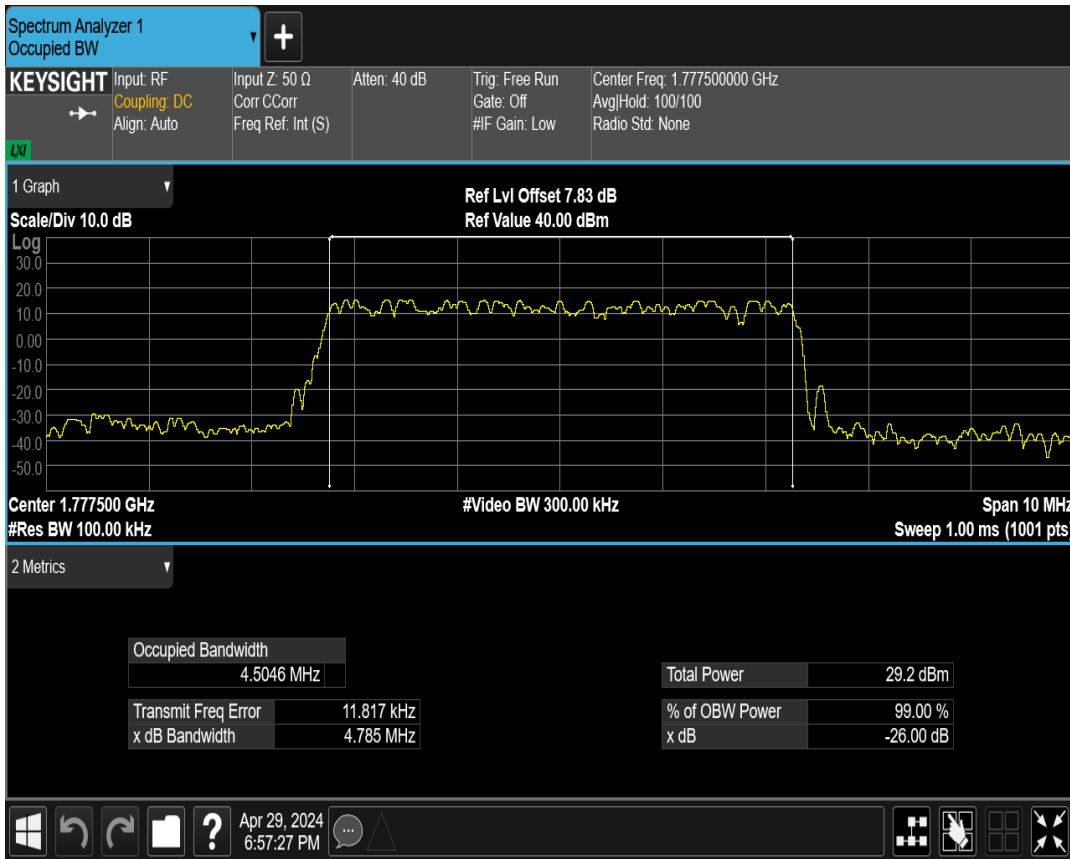 Spectrum Analyzer 1
Occupied BW
+
KEYSIGHT
LXI
Input: RF
Coupling: DC
Align: Auto
Input Z: 50 Ω
Corr CCorr
Freq Ref: Int (S)
Atten: 40 dB
Trig: Free Run
Gate: Off
#IF Gain: Low
Center Freq: 1.777500000 GHz
Avg|Hold: 100/100
Radio Std: None
1 Graph
Scale/Div 10.0 dB
Ref Lvl Offset 7.83 dB
Ref Value 40.00 dBm
Log
30.0
20.0
10.0
0.00
-10.0
-20.0
-30.0
-40.0
-50.0
Center 1.777500 GHz
#Video BW 300.00 kHz
Span 10 MHz
#Res BW 100.00 kHz
Sweep 1.00 ms (1001 pts)
2 Metrics
Occupied Bandwidth
4.5046 MHz
Total Power 29.2 dBm
Transmit Freq Error 11.817 kHz
% of OBW Power 99.00 %
x dB Bandwidth 4.785 MHz
x dB -26.00 dB
?
Apr 29, 2024
6:57:27 PM